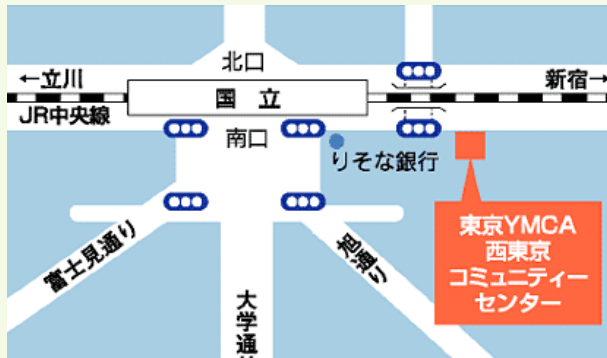 北口
←立川
新宿→
国立
JR中央線
南口
りそな銀行
東京YMCA
西東京
コミュニティー
センター
富士見通り
旭通り
大学通